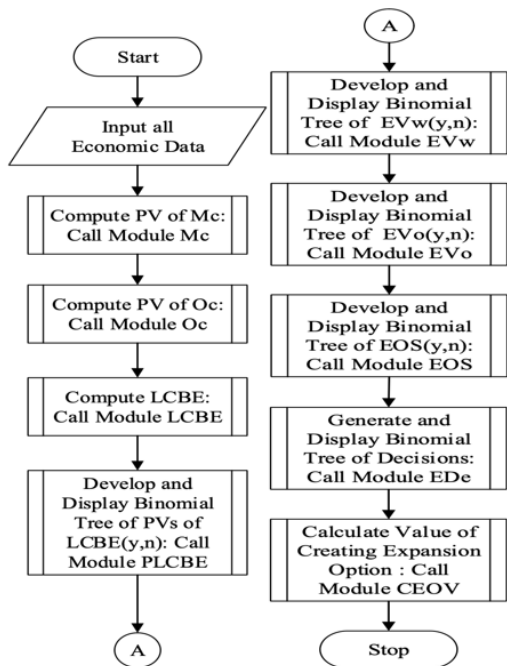 Start
Input all
Economic Data
Compute PV of Mc:
Call Module Mc
Compute PV of Oc:
Call Module Oc
Compute LCBE:
Call Module LCBE
Develop and
Display Binomial
Tree of PVs of
LCBE(y,n): Call
Module PLCBE
A
A
Develop and
Display Binomial
Tree of EVw(y,n):
Call Module EVw
Develop and
Display Binomial
Tree of EVo(y,n):
Call Module EVo
Develop and
Display Binomial
Tree of EOS(y,n):
Call Module EOS
Generate and
Display Binomial
Tree of Decisions:
Call Module EDe
Calculate Value of
Creating Expansion
Option : Call
Module CEOV
Stop